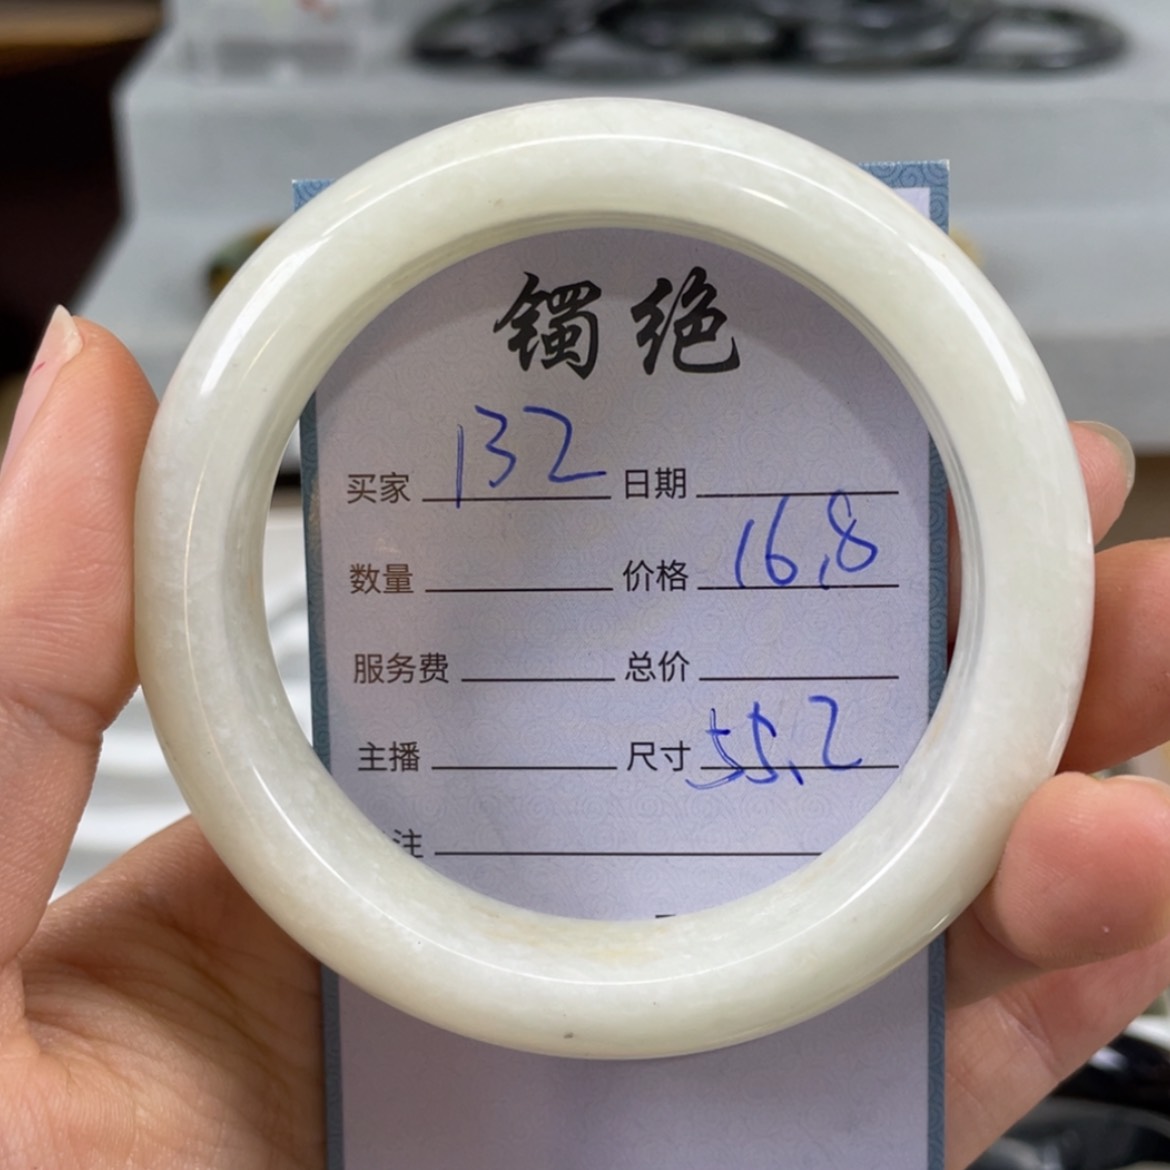 镯绝
买家 132 日期
数量 价格 16.8
服务费 总价
主播 尺寸 55.2
注